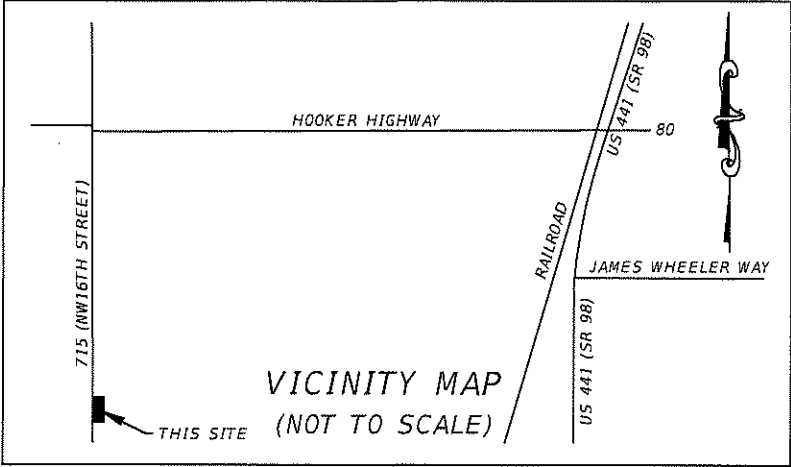 US 441 (SR 98)
HOOKER HIGHWAY
80
715 (NW16TH STREET)
RAILROAD
JAMES WHEELER WAY
US 441 (SR 98)
VICINITY MAP
(NOT TO SCALE)
THIS SITE